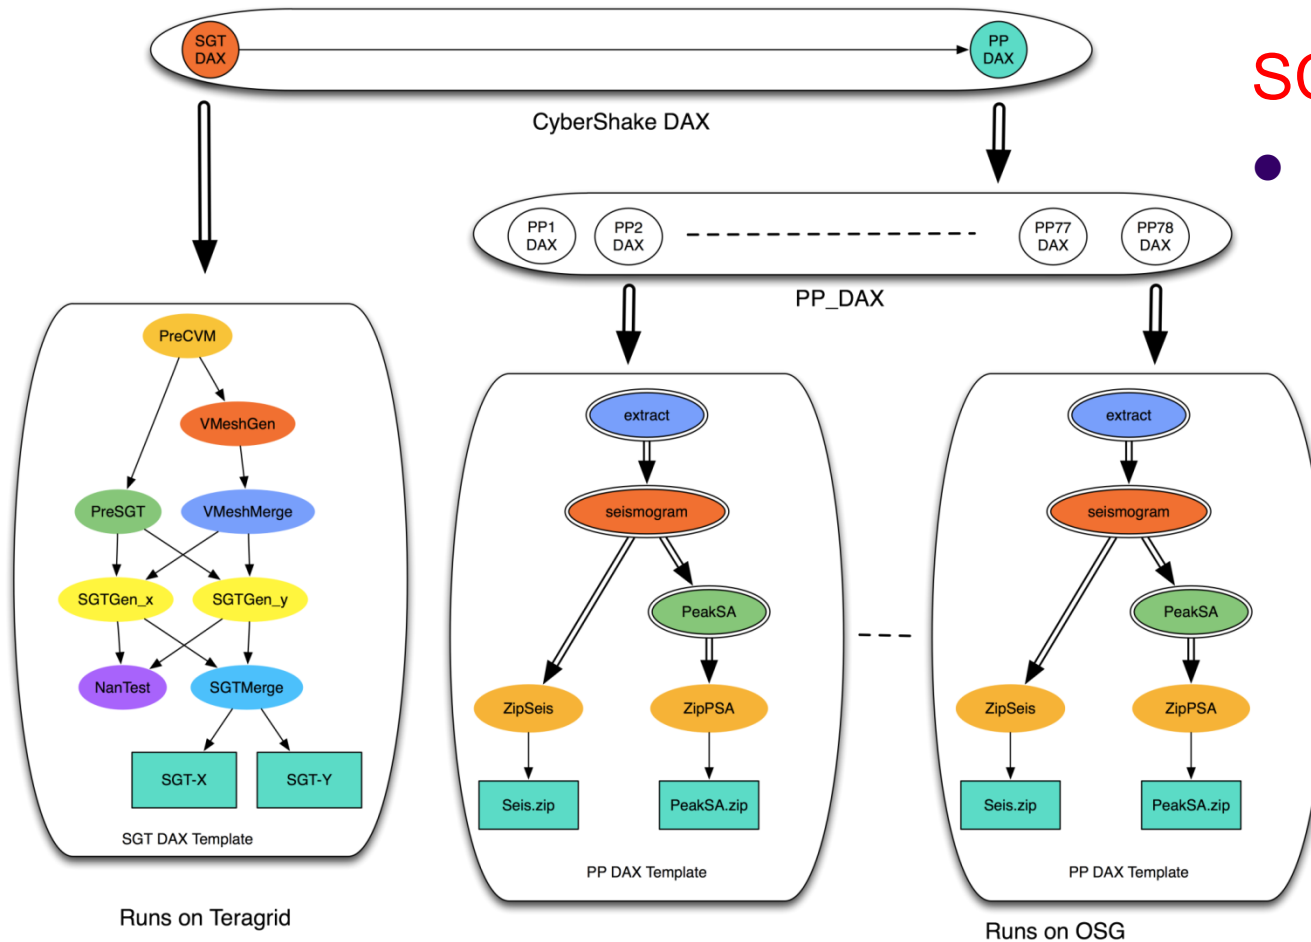 SGT
DAX
PP
DAX
CyberShake DAX
PP1
DAX
PP2
DAX
PP77
DAX
PP78
DAX
PP_DAX
PreCVM
VMeshGen
PreSGT
VMeshMerge
SGTGen_x
SGTGen_y
NanTest
SGTMerge
SGT-X
SGT-Y
SGT DAX Template
Runs on Teragrid
extract
seismogram
PeakSA
ZipSeis
ZipPSA
Seis.zip
PeakSA.zip
PP DAX Template
extract
seismogram
PeakSA
ZipSeis
ZipPSA
Seis.zip
PeakSA.zip
PP DAX Template
Runs on OSG